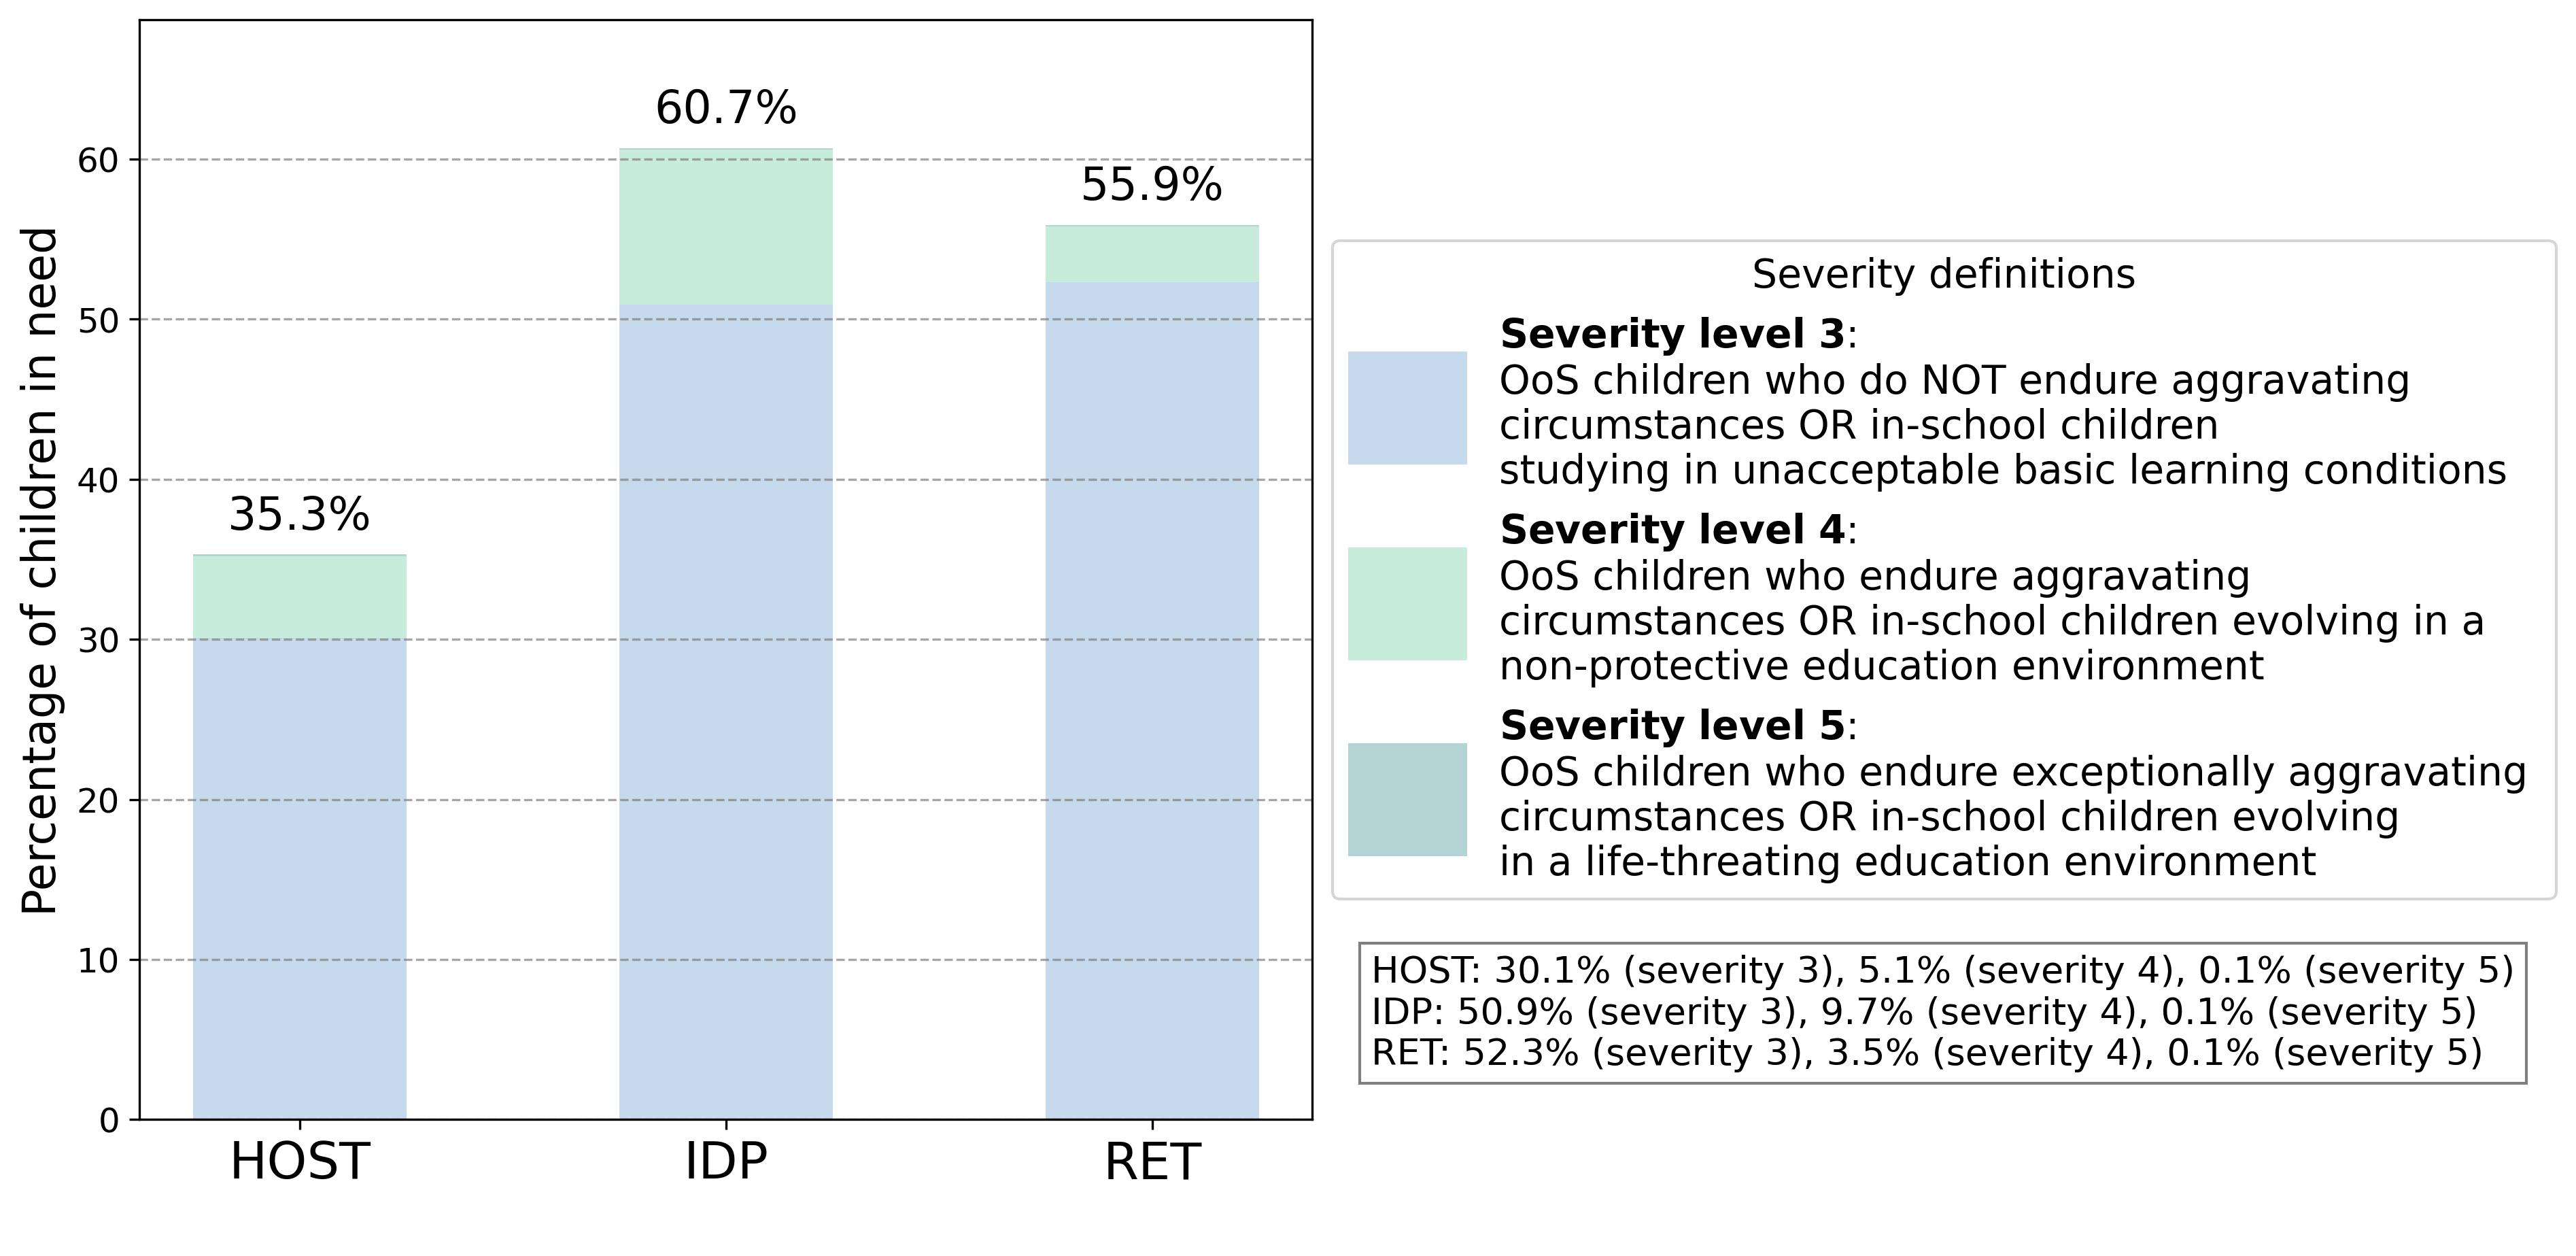 Percentage of children in need
60
50
40
30
20
10
0
35.3%
60.7%
55.9%
HOST
IDP
RET
Severity definitions
Severity level 3:
OoS children who do NOT endure aggravating
circumstances OR in-school children
studying in unacceptable basic learning conditions
Severity level 4:
OoS children who endure aggravating
circumstances OR in-school children evolving in a
non-protective education environment
Severity level 5:
OoS children who endure exceptionally aggravating
circumstances OR in-school children evolving
in a life-threating education environment
HOST: 30.1% (severity 3), 5.1% (severity 4), 0.1% (severity 5)
IDP: 50.9% (severity 3), 9.7% (severity 4), 0.1% (severity 5)
RET: 52.3% (severity 3), 3.5% (severity 4), 0.1% (severity 5)